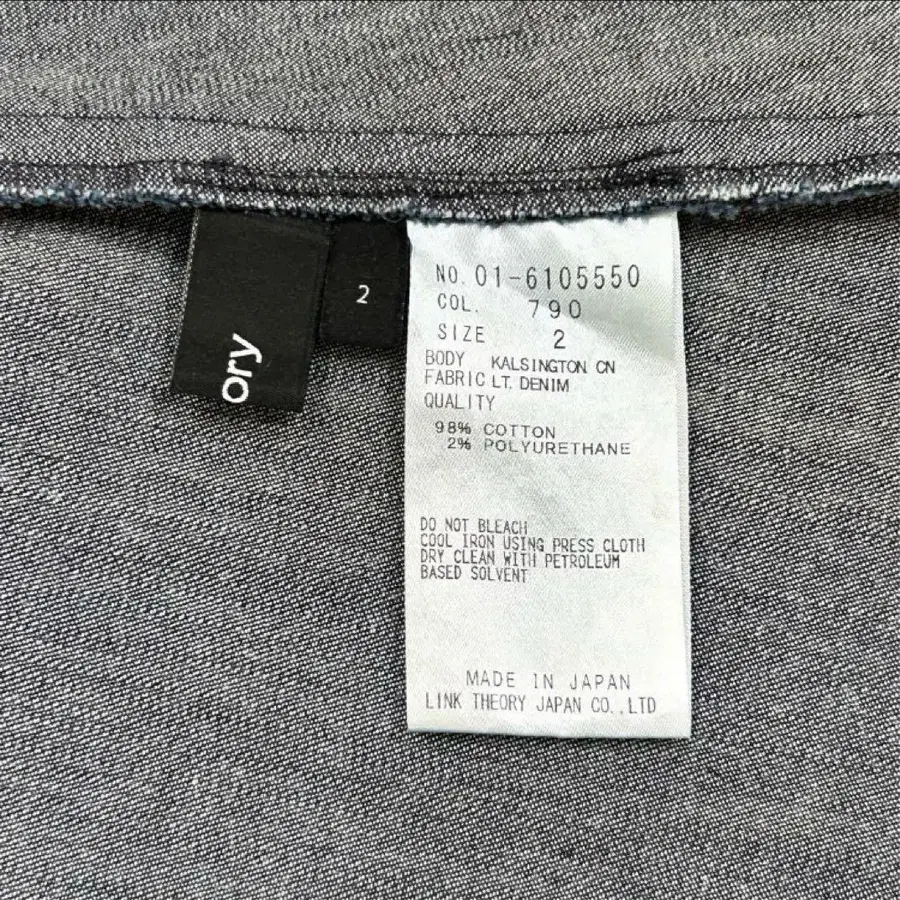 ory
2
NO. 01-6105550
COL. 790
SIZE 2
BODY KALSINGTON CN
FABRIC LT. DENIM
QUALITY
98% COTTON
2% POLYURETHANE
DO NOT BLEACH
COOL IRON USING PRESS CLOTH
DRY CLEAN WITH PETROLEUM
BASED SOLVENT
MADE IN JAPAN
LINK THEORY JAPAN CO.,LTD